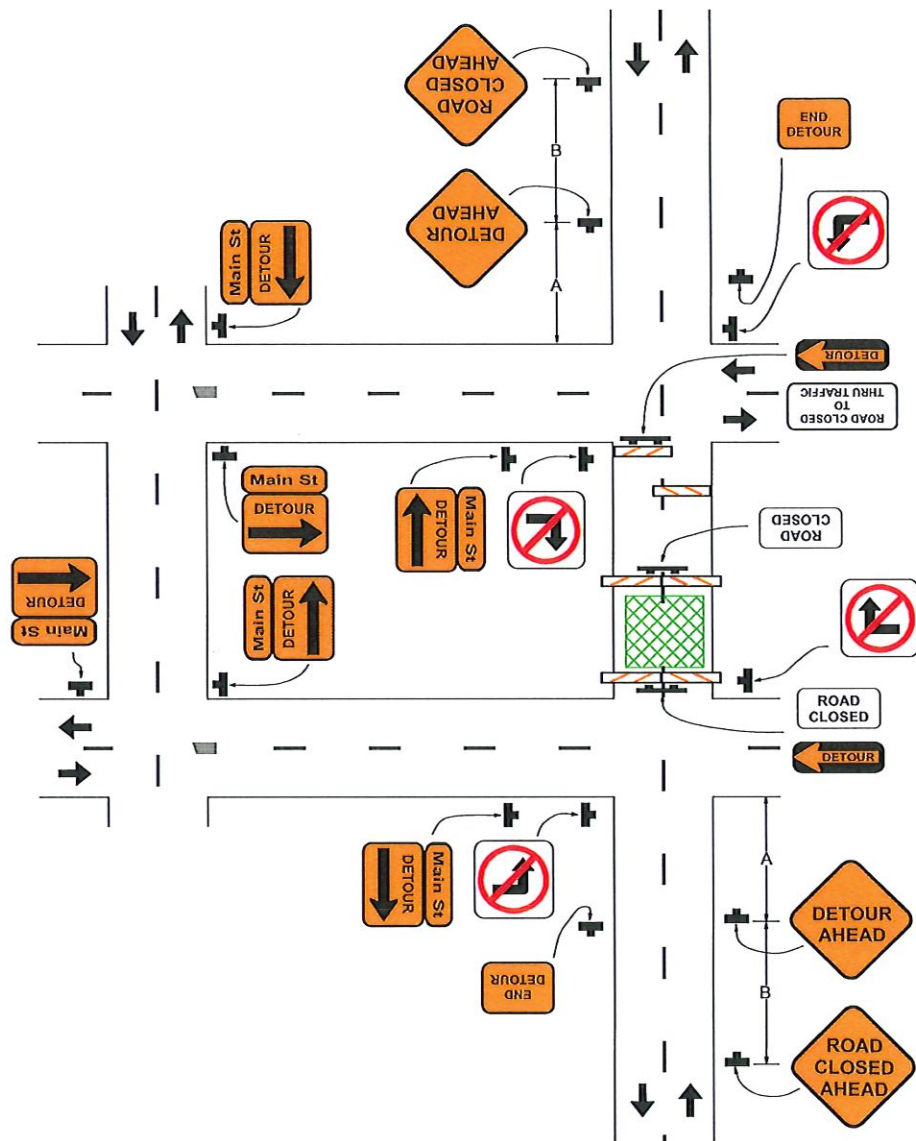 ROAD
CLOSED
AHEAD
B
DETOUR
AHEAD
A
END
DETOUR
Main St
DETOUR
DETOUR
ROAD CLOSED
TO
THRU TRAFFIC
Main St
DETOUR
DETOUR
Main St
ROAD
CLOSED
DETOUR
Main St
Main St
DETOUR
ROAD
CLOSED
DETOUR
DETOUR
Main St
A
DETOUR
AHEAD
END
DETOUR
B
ROAD
CLOSED
AHEAD